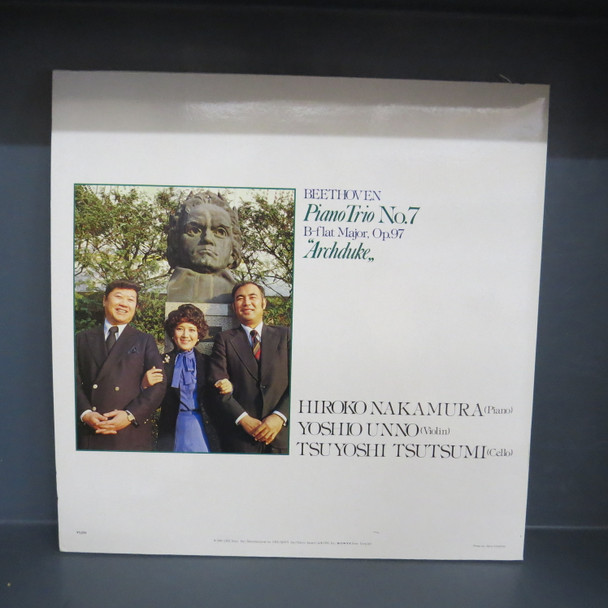 BEETHOVEN
Piano Trio No.7
B-flat Major, Op.97
“Archduke„
HIROKO NAKAMURA (Piano)
YOSHIO UNNO (Violin)
TSUYOSHI TSUTSUMI (Cello)